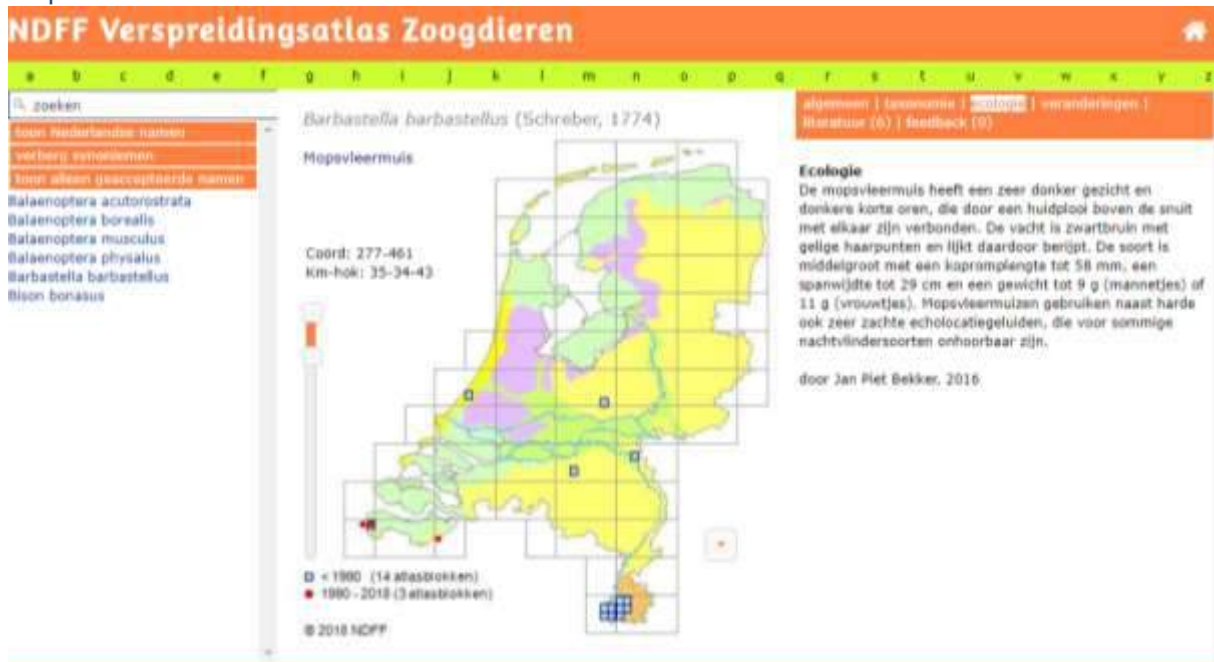 NDFF Verspreidingsatlas Zoogdieren
a b c d e f g h i j k l m n o p q r s t u v w x y z
zoeken
toon Nederlandse namen
verberg synoniemen
toon alleen geaccepteerde namen
Balaenoptera acutorostrata
Balaenoptera borealis
Balaenoptera musculus
Balaenoptera physalus
Barbastella barbastellus
Bison bonasus
Barbastella barbastellus (Schreber, 1774)
Mopsvleermuis
Coord: 277-461
Km-hok: 35-34-43
< 1980 (14 atlasblokken)
1980 - 2018 (3 atlasblokken)
© 2018 NDFF
algemeen | taxonomie | ecologie | veranderingen |
literatuur (6) | feedback (0)
Ecologie
De mopsvleermuis heeft een zeer donker gezicht en
donkere korte oren, die door een huidplooi boven de snuit
met elkaar zijn verbonden. De vacht is zwartbruin met
gelige haarpunten en lijkt daardoor berijpt. De soort is
middelgroot met een kopromplengte tot 58 mm, een
spanwijdte tot 29 cm en een gewicht tot 9 g (mannetjes) of
11 g (vrouwtjes). Mopsvleermuizen gebruiken naast harde
ook zeer zachte echolocatiegeluiden, die voor sommige
nachtvlindersoorten onhoorbaar zijn.
door Jan Piet Bekker, 2016